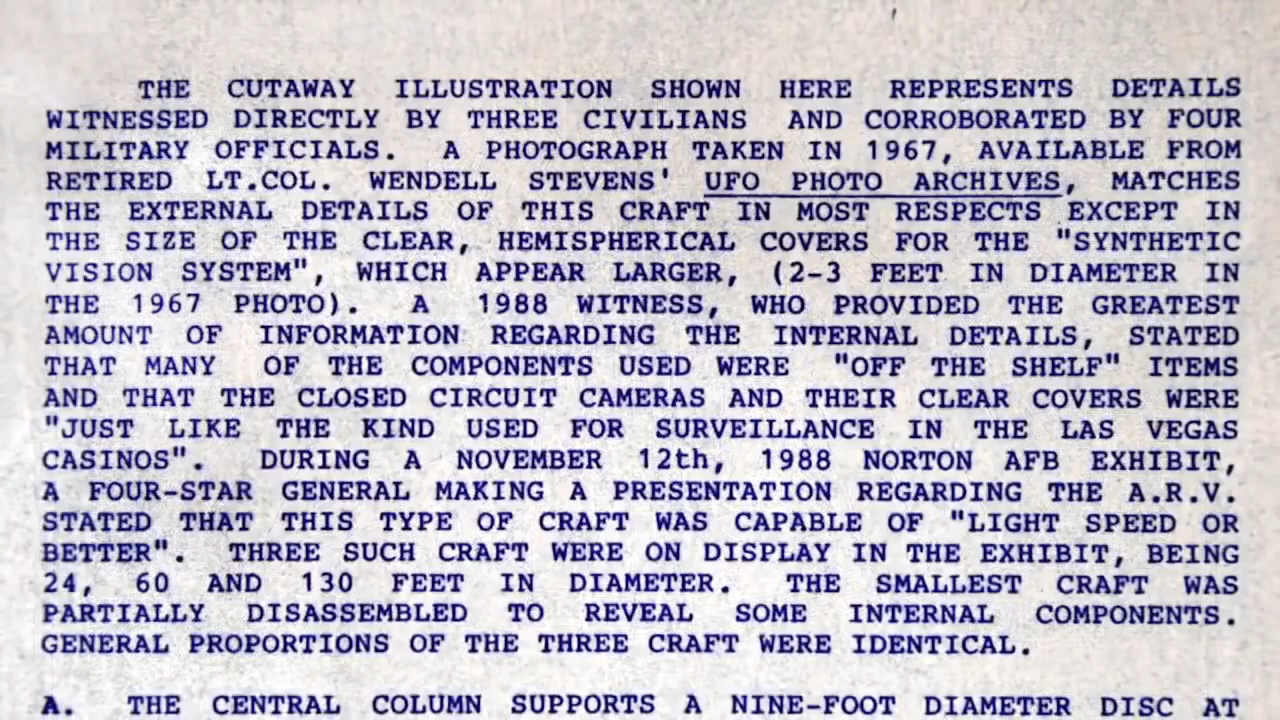 THE CUTAWAY ILLUSTRATION SHOWN HERE REPRESENTS DETAILS
WITNESSED DIRECTLY BY THREE CIVILIANS AND CORROBORATED BY FOUR
MILITARY OFFICIALS. A PHOTOGRAPH TAKEN IN 1967, AVAILABLE FROM
RETIRED LT.COL. WENDELL STEVENS' UFO PHOTO ARCHIVES, MATCHES
THE EXTERNAL DETAILS OF THIS CRAFT IN MOST RESPECTS EXCEPT IN
THE SIZE OF THE CLEAR, HEMISPHERICAL COVERS FOR THE "SYNTHETIC
VISION SYSTEM", WHICH APPEAR LARGER, (2-3 FEET IN DIAMETER IN
THE 1967 PHOTO). A 1988 WITNESS, WHO PROVIDED THE GREATEST
AMOUNT OF INFORMATION REGARDING THE INTERNAL DETAILS, STATED
THAT MANY OF THE COMPONENTS USED WERE "OFF THE SHELF" ITEMS
AND THAT THE CLOSED CIRCUIT CAMERAS AND THEIR CLEAR COVERS WERE
"JUST LIKE THE KIND USED FOR SURVEILLANCE IN THE LAS VEGAS
CASINOS". DURING A NOVEMBER 12th, 1988 NORTON AFB EXHIBIT,
A FOUR-STAR GENERAL MAKING A PRESENTATION REGARDING THE A.R.V.
STATED THAT THIS TYPE OF CRAFT WAS CAPABLE OF "LIGHT SPEED OR
BETTER". THREE SUCH CRAFT WERE ON DISPLAY IN THE EXHIBIT, BEING
24, 60 AND 130 FEET IN DIAMETER. THE SMALLEST CRAFT WAS
PARTIALLY DISASSEMBLED TO REVEAL SOME INTERNAL COMPONENTS.
GENERAL PROPORTIONS OF THE THREE CRAFT WERE IDENTICAL.
A. THE CENTRAL COLUMN SUPPORTS A NINE-FOOT DIAMETER DISC AT